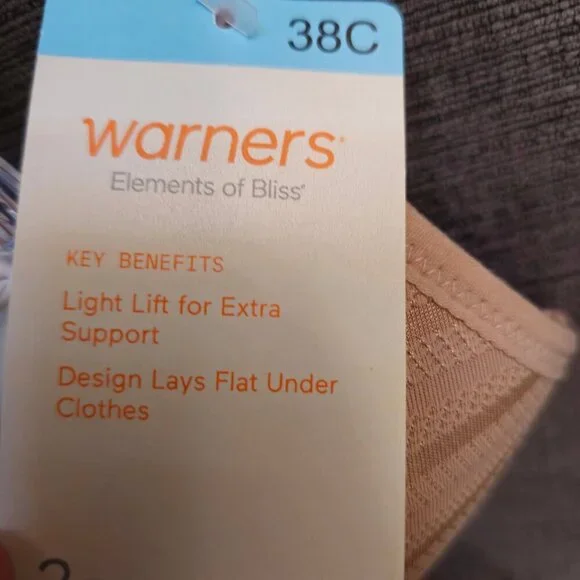 38C
warners
Elements of Bliss
KEY BENEFITS
Light Lift for Extra
Support
Design Lays Flat Under
Clothes